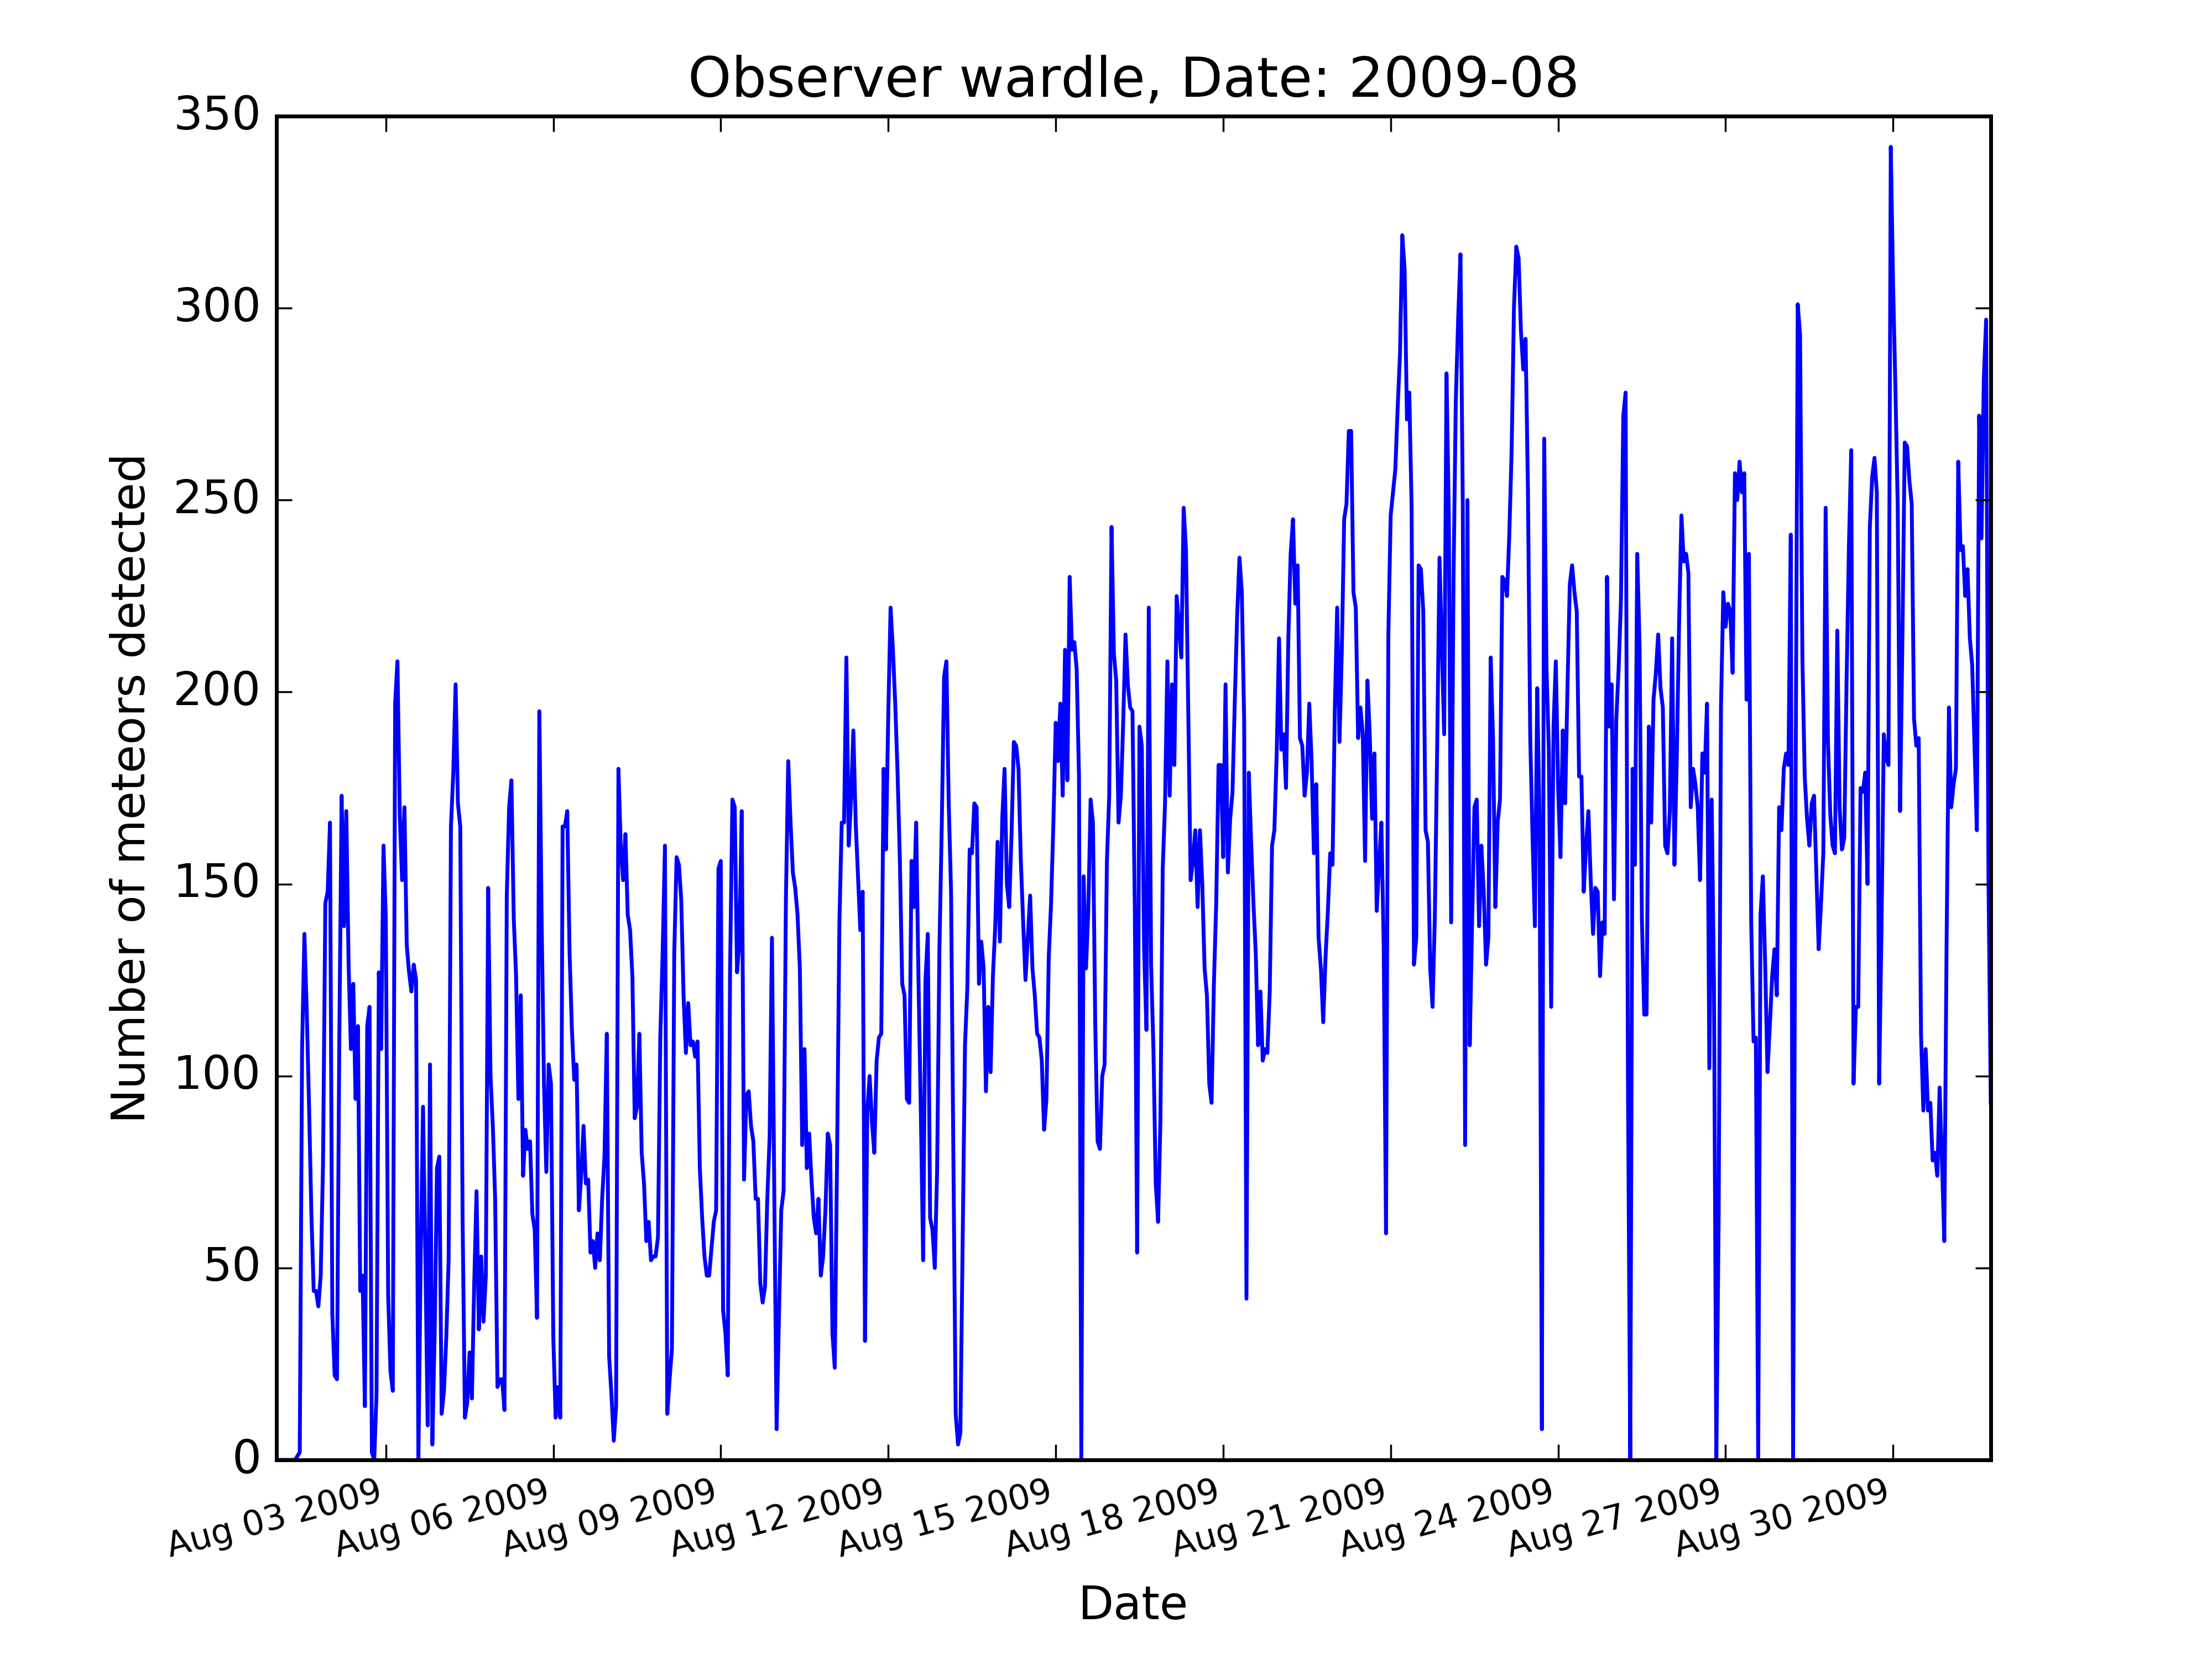 Observer wardle, Date: 2009-08
350
300
250
200
150
100
50
0
Number of meteors detected
Aug 03 2009
Aug 06 2009
Aug 09 2009
Aug 12 2009
Aug 15 2009
Aug 18 2009
Aug 21 2009
Aug 24 2009
Aug 27 2009
Aug 30 2009
Date